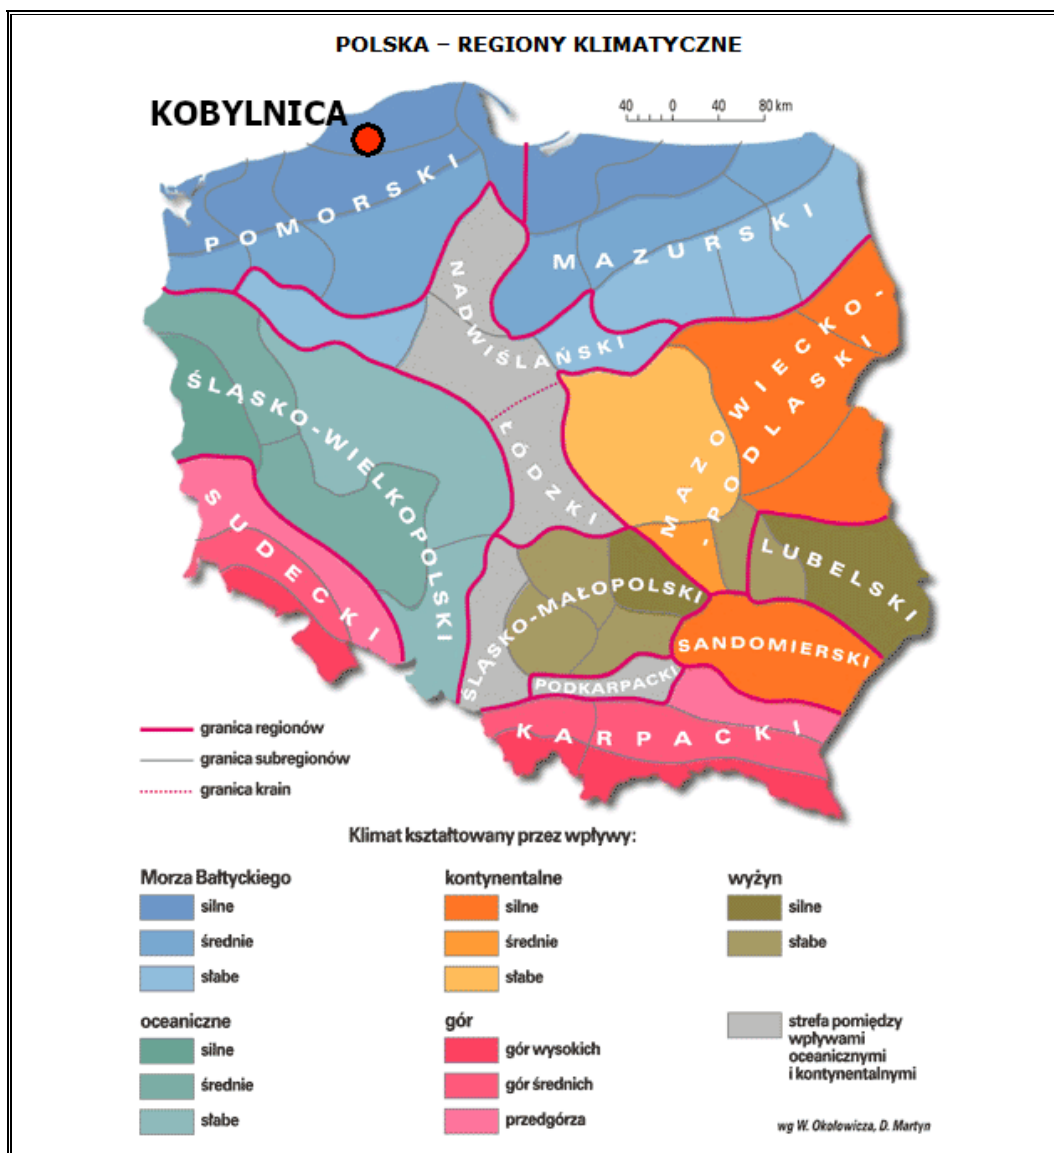 POLSKA – REGIONY KLIMATYCZNE
KOBYLNICA
40 0 40 80 km
POMORSKI
MAZURSKI
NADWIŚLAŃSKI
MAZOWIECKO-
-PODLASKI
ŚLĄSKO-WIELKOPOLSKI
ŁÓDZKI
SUDECKI
LUBELSKI
ŚLĄSKO-MAŁOPOLSKI
SANDOMIERSKI
PODKARPACKI
KARPACKI
granica regionów
granica subregionów
granica krain
Klimat kształtowany przez wpływy:
Morza Bałtyckiego
silne
średnie
słabe
kontynentalne
silne
średnie
słabe
wyżyn
silne
słabe
oceaniczne
silne
średnie
słabe
gór
gór wysokich
gór średnich
przedgórza
strefa pomiędzy
wpływami
oceanicznymi
i kontynentalnymi
wg W. Okołowicza, D. Martyn